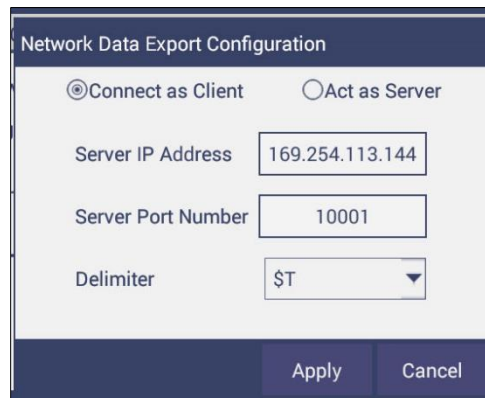 Network Data Export Configuration
Connect as Client Act as Server
Server IP Address 169.254.113.144
Server Port Number 10001
Delimiter $T
Apply Cancel